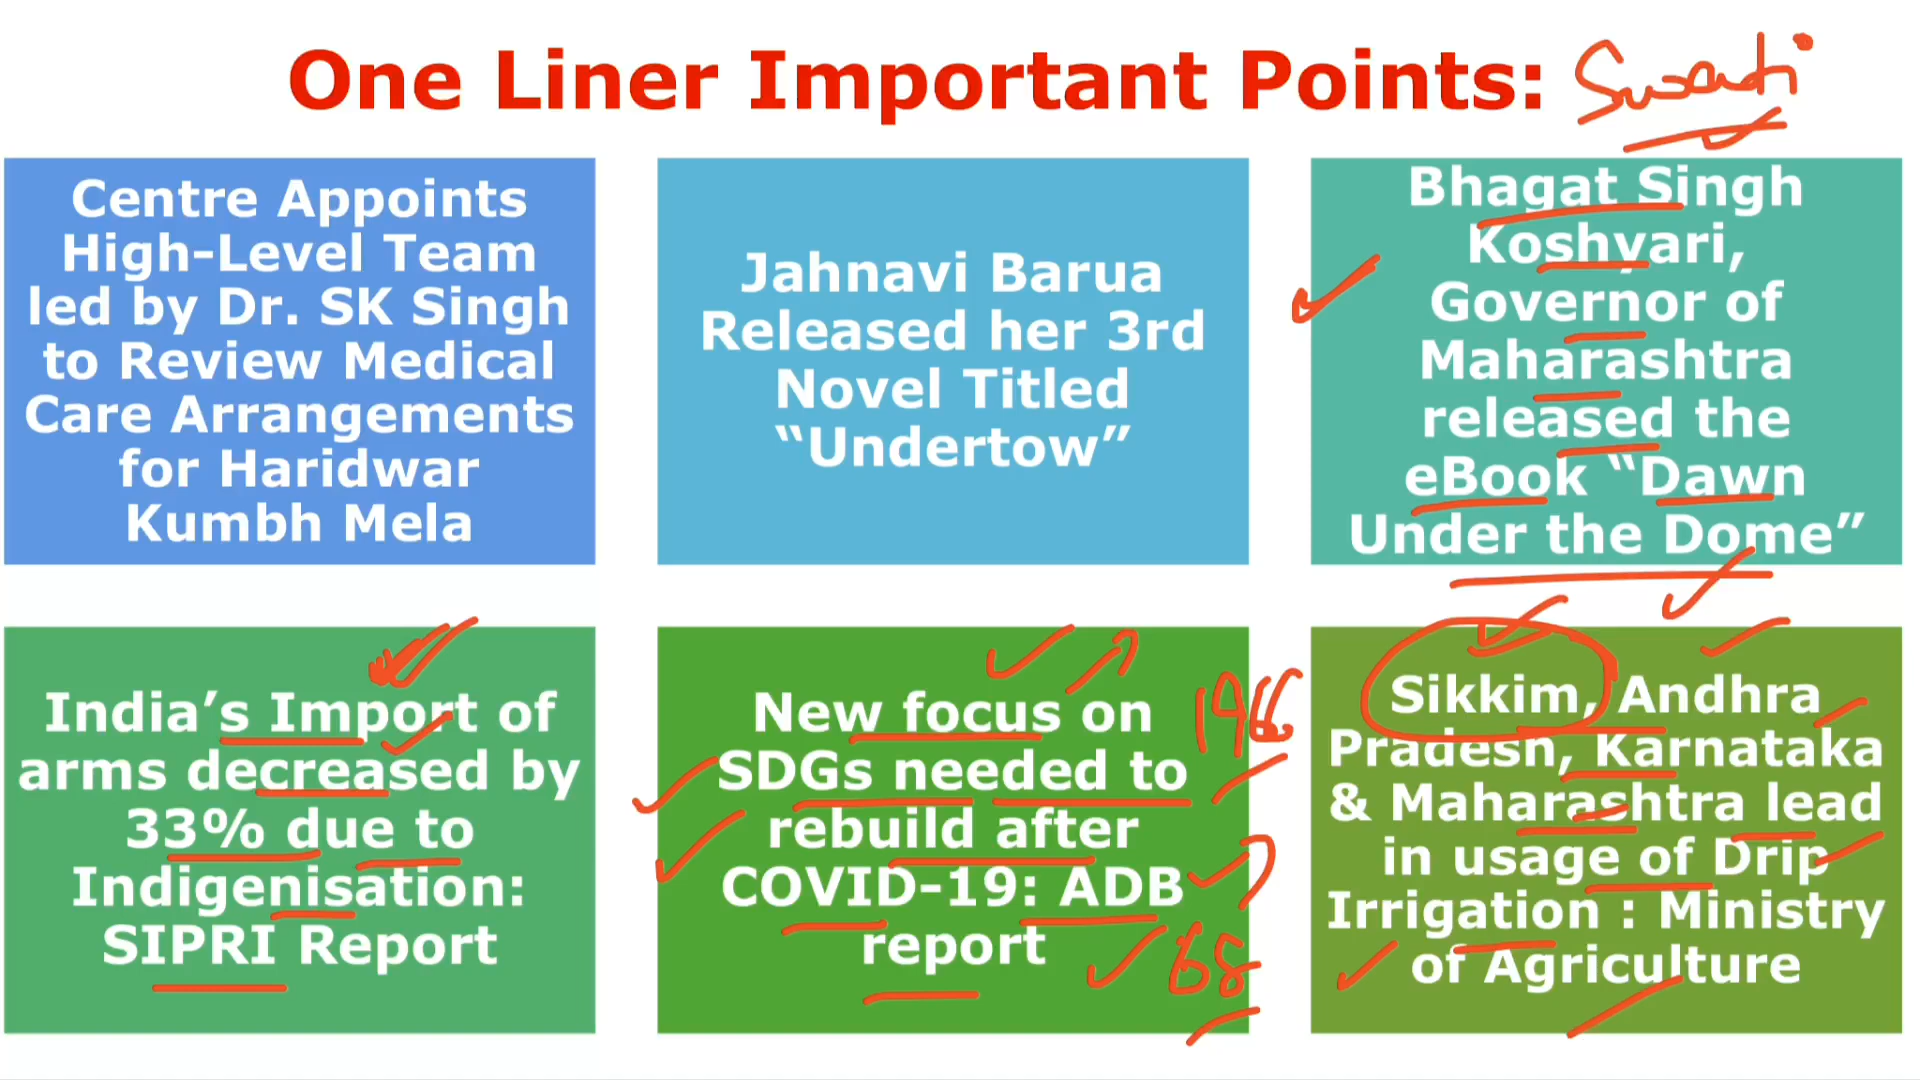 One Liner Important Points:
Centre Appoints
High-Level Team
led by Dr. SK Singh
to Review Medical
Care Arrangements
for Haridwar
Kumbh Mela
Jahnavi Barua
Released her 3rd
Novel Titled
“Undertow”
Bhagat Singh
Koshyari,
Governor of
Maharashtra
released the
eBook “Dawn
Under the Dome”
India’s Import of
arms decreased by
33% due to
Indigenisation:
SIPRI Report
New focus on
SDGs needed to
rebuild after
COVID-19: ADB
report
1966
68
Sikkim, Andhra
Pradesh, Karnataka
& Maharashtra lead
in usage of Drip
Irrigation : Ministry
of Agriculture